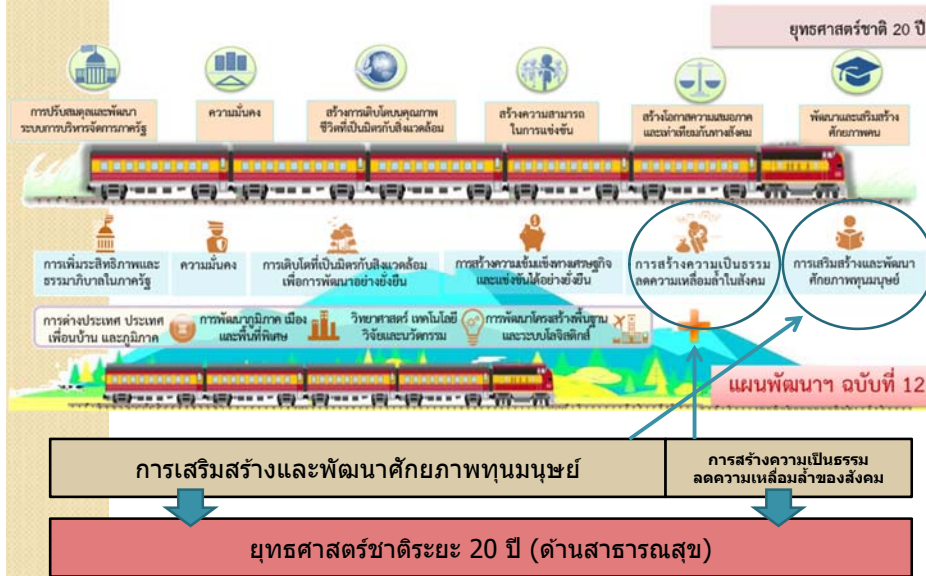 ยุทธศาสตร์ชาติ 20 ปี
การปรับสมดุลและพัฒนา
ระบบการบริหารจัดการภาครัฐ
ความมั่นคง
สร้างการเติบโตบนคุณภาพ
ชีวิตที่เป็นมิตรกับสิ่งแวดล้อม
สร้างความสามารถ
ในการแข่งขัน
สร้างโอกาสความเสมอภาค
และเท่าเทียมกันทางสังคม
พัฒนาและเสริมสร้าง
ศักยภาพคน
การเพิ่มประสิทธิภาพและ
ธรรมาภิบาลในภาครัฐ
ความมั่นคง
การเติบโตที่เป็นมิตรกับสิ่งแวดล้อม
เพื่อการพัฒนาอย่างยั่งยืน
การสร้างความเข้มแข็งทางเศรษฐกิจ
และแข่งขันได้อย่างยั่งยืน
การสร้างความเป็นธรรม
ลดความเหลื่อมล้ำในสังคม
การเสริมสร้างและพัฒนา
ศักยภาพทุนมนุษย์
การต่างประเทศ ประเทศ
เพื่อนบ้าน และภูมิภาค
การพัฒนาภูมิภาค เมือง
และพื้นที่พิเศษ
วิทยาศาสตร์ เทคโนโลยี
วิจัยและนวัตกรรม
การพัฒนาโครงสร้างพื้นฐาน
และระบบโลจิสติกส์
แผนพัฒนาฯ ฉบับที่ 12
การเสริมสร้างและพัฒนาศักยภาพทุนมนุษย์
การสร้างความเป็นธรรม
ลดความเหลื่อมล้ำของสังคม
ยุทธศาสตร์ชาติระยะ 20 ปี (ด้านสาธารณสุข)